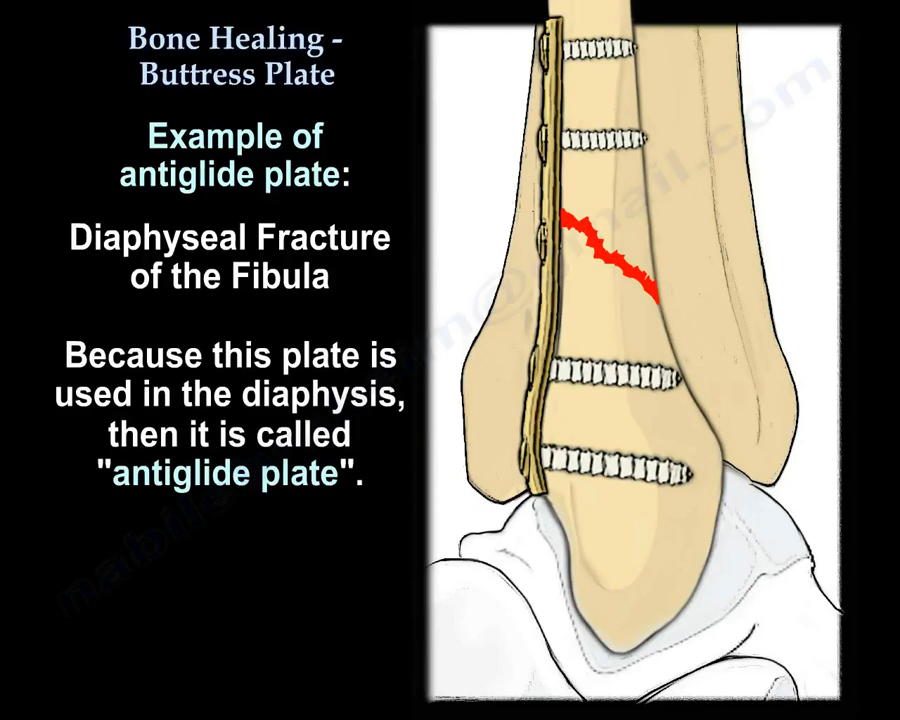 Bone Healing -
Buttress Plate
Example of
antiglide plate:
Diaphyseal Fracture
of the Fibula
Because this plate is
used in the diaphysis,
then it is called
"antiglide plate".